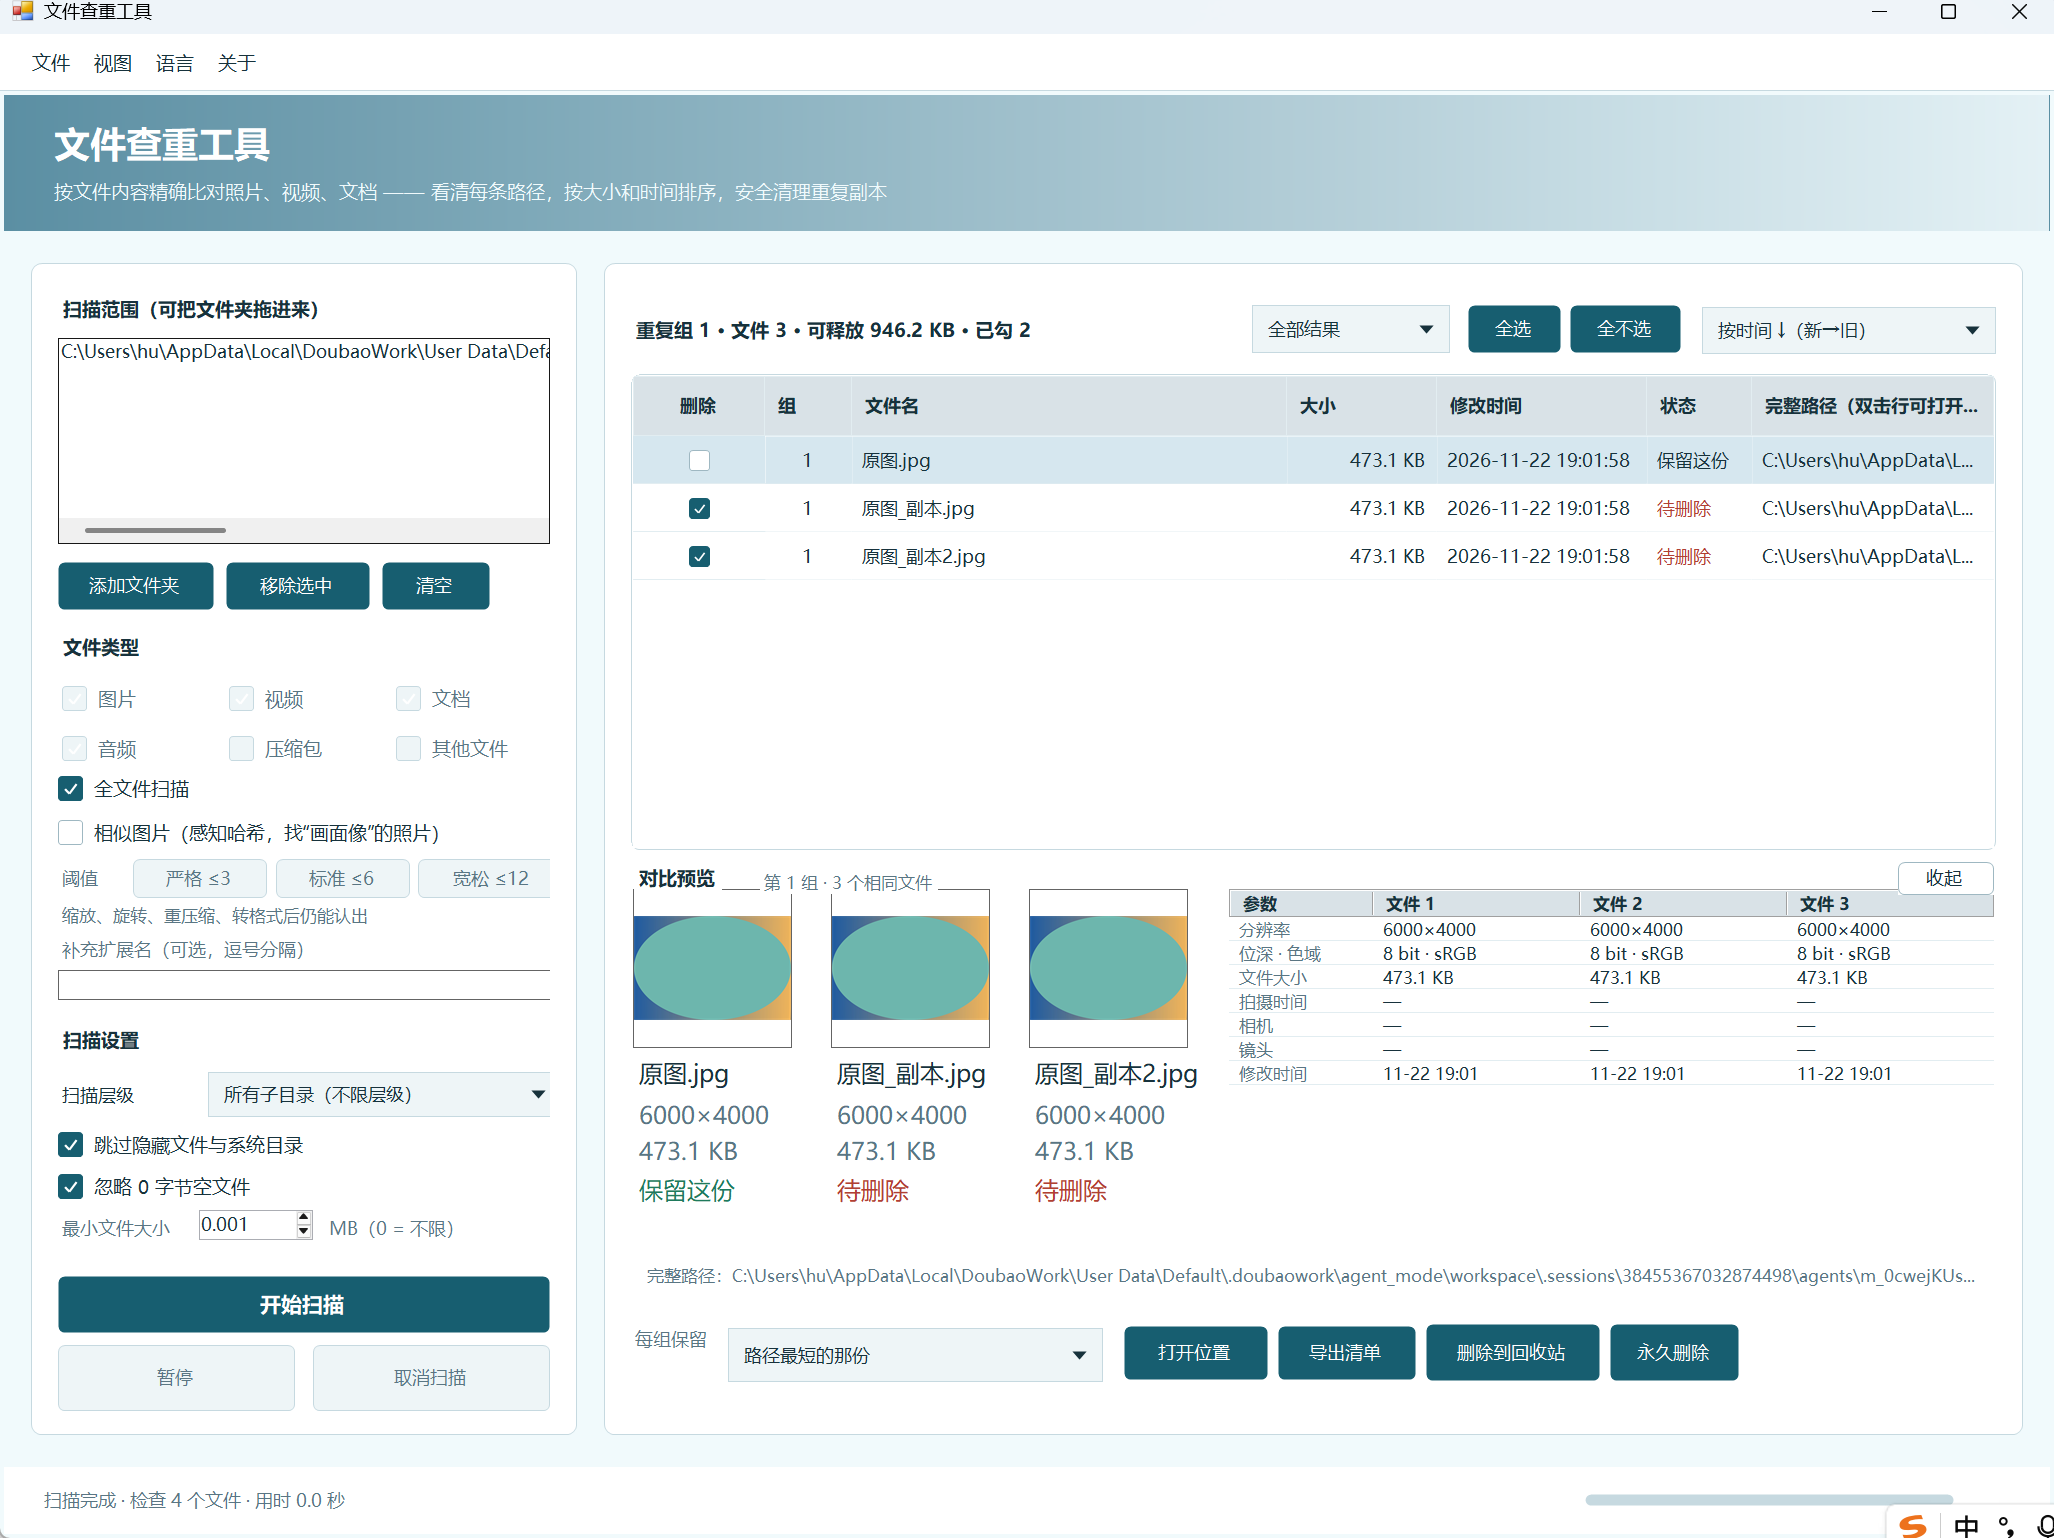 文件查重工具
文件 视图 语言 关于
文件查重工具
按文件内容精确比对照片、视频、文档 —— 看清每条路径，按大小和时间排序，安全清理重复副本
扫描范围（可把文件夹拖进来）
C:\Users\hu\AppData\Local\DoubaoWork\User Data\Defa
添加文件夹 移除选中 清空
文件类型
图片 视频 文档
音频 压缩包 其他文件
全文件扫描
相似图片（感知哈希，找“画面像”的照片）
阈值 严格 ≤3 标准 ≤6 宽松 ≤12
缩放、旋转、重压缩、转格式后仍能认出
补充扩展名（可选，逗号分隔）
扫描设置
扫描层级 所有子目录（不限层级）
跳过隐藏文件与系统目录
忽略 0 字节空文件
最小文件大小 0.001 MB（0 = 不限）
开始扫描
暂停 取消扫描
重复组 1 · 文件 3 · 可释放 946.2 KB · 已勾 2
全部结果 全选 全不选 按时间↓（新→旧）
删除 组 文件名 大小 修改时间 状态 完整路径（双击行可打开...
1 原图.jpg 473.1 KB 2026-11-22 19:01:58 保留这份 C:\Users\hu\AppData\L...
1 原图_副本.jpg 473.1 KB 2026-11-22 19:01:58 待删除 C:\Users\hu\AppData\L...
1 原图_副本2.jpg 473.1 KB 2026-11-22 19:01:58 待删除 C:\Users\hu\AppData\L...
对比预览 第 1 组 · 3 个相同文件 收起
原图.jpg 原图_副本.jpg 原图_副本2.jpg
6000×4000 6000×4000 6000×4000
473.1 KB 473.1 KB 473.1 KB
保留这份 待删除 待删除
参数 文件 1 文件 2 文件 3
分辨率 6000×4000 6000×4000 6000×4000
位深 · 色域 8 bit · sRGB 8 bit · sRGB 8 bit · sRGB
文件大小 473.1 KB 473.1 KB 473.1 KB
拍摄时间 — — —
相机 — — —
镜头 — — —
修改时间 11-22 19:01 11-22 19:01 11-22 19:01
完整路径：C:\Users\hu\AppData\Local\DoubaoWork\User Data\Default\.doubaowork\agent_mode\workspace\.sessions\38455367032874498\agents\m_0cwejKUs...
每组保留 路径最短的那份 打开位置 导出清单 删除到回收站 永久删除
扫描完成 · 检查 4 个文件 · 用时 0.0 秒
中